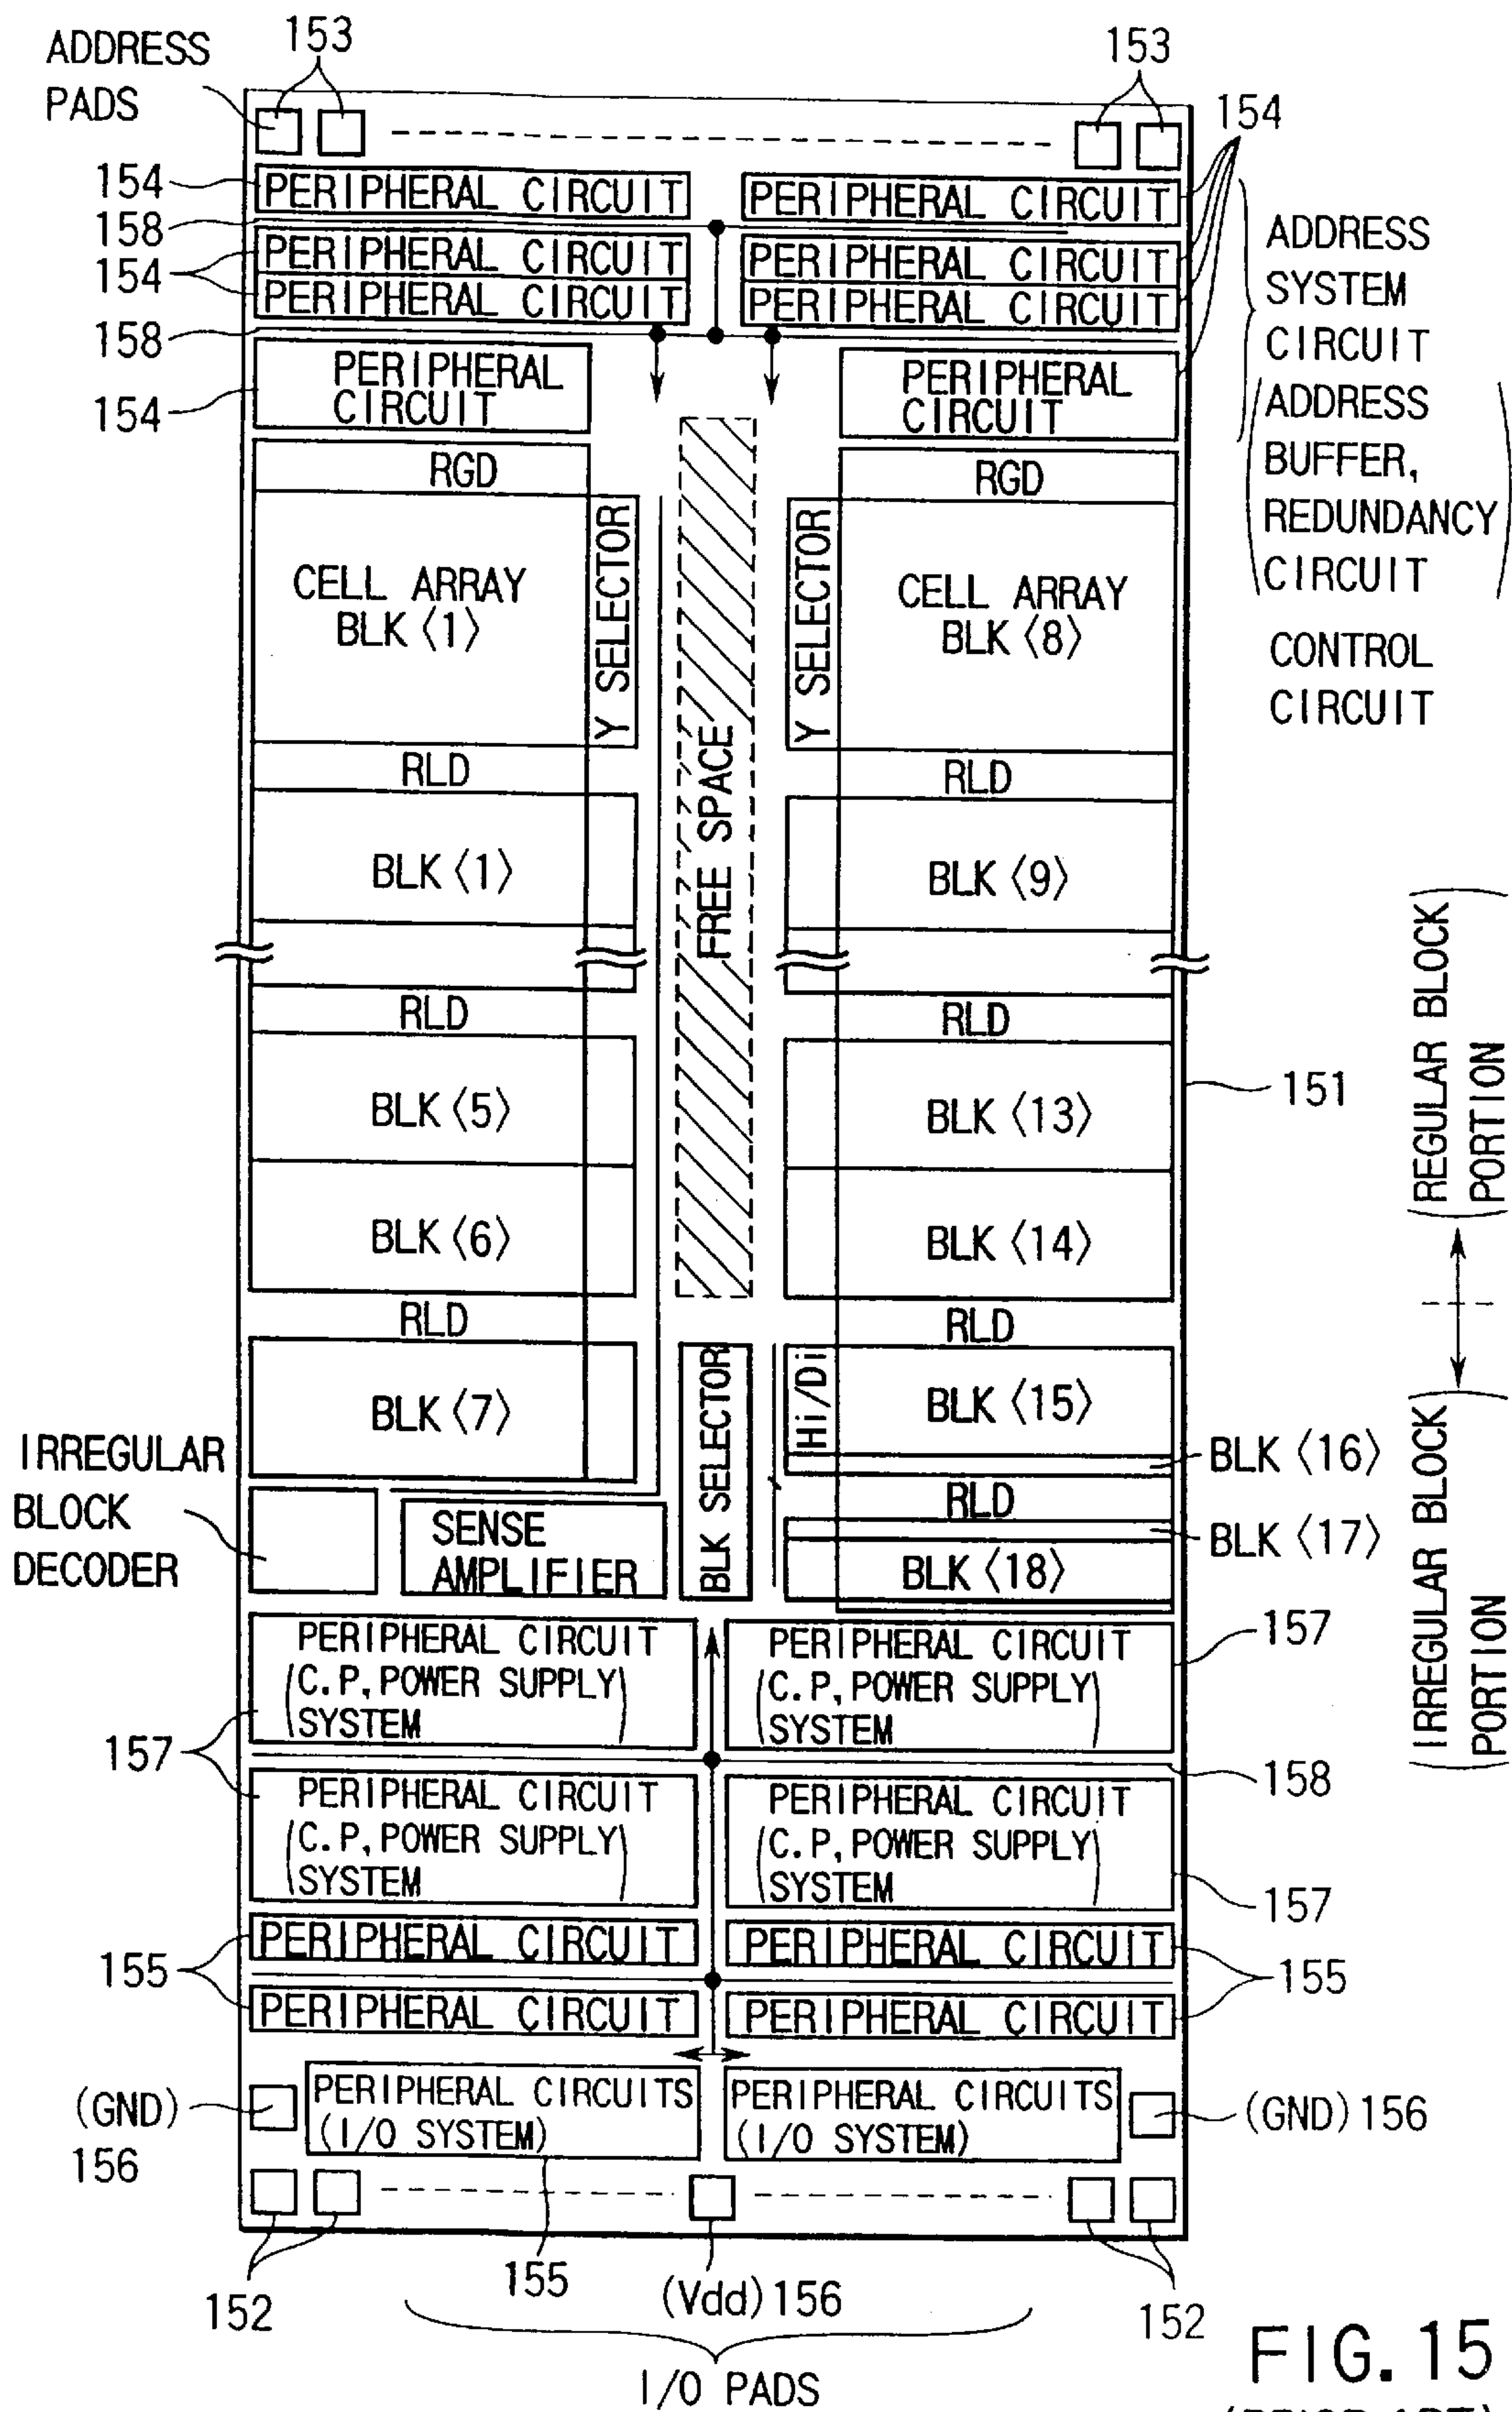 ADDRESS
PADS
153
153
154
PERIPHERAL CIRCUIT
PERIPHERAL CIRCUIT
154
158
PERIPHERAL CIRCUIT
PERIPHERAL CIRCUIT
154
PERIPHERAL CIRCUIT
PERIPHERAL CIRCUIT
158
ADDRESS
SYSTEM
CIRCUIT
(ADDRESS
BUFFER,
REDUNDANCY
CIRCUIT)
CONTROL
CIRCUIT
PERIPHERAL
CIRCUIT
154
PERIPHERAL
CIRCUIT
RGD
RGD
CELL ARRAY
BLK〈1〉
Y SELECTOR
FREE SPACE
Y SELECTOR
CELL ARRAY
BLK〈8〉
RLD
RLD
BLK〈1〉
BLK〈9〉
RLD
RLD
BLK〈5〉
BLK〈13〉
151
(REGULAR BLOCK
PORTION)
BLK〈6〉
BLK〈14〉
RLD
RLD
BLK〈7〉
BLK SELECTOR
Hi/Di
BLK〈15〉
BLK〈16〉
RLD
BLK〈17〉
BLK〈18〉
(IRREGULAR BLOCK
PORTION)
IRREGULAR
BLOCK
DECODER
SENSE
AMPLIFIER
PERIPHERAL CIRCUIT
(C.P,POWER SUPPLY
SYSTEM)
PERIPHERAL CIRCUIT
(C.P,POWER SUPPLY
SYSTEM)
157
157
158
PERIPHERAL CIRCUIT
(C.P,POWER SUPPLY
SYSTEM)
PERIPHERAL CIRCUIT
(C.P,POWER SUPPLY
SYSTEM)
157
PERIPHERAL CIRCUIT
PERIPHERAL CIRCUIT
155
155
PERIPHERAL CIRCUIT
PERIPHERAL CIRCUIT
(GND)
156
PERIPHERAL CIRCUITS
(I/O SYSTEM)
PERIPHERAL CIRCUITS
(I/O SYSTEM)
(GND)156
152
155
(Vdd)156
152
I/O PADS
FIG.15
(PRIOR ART)